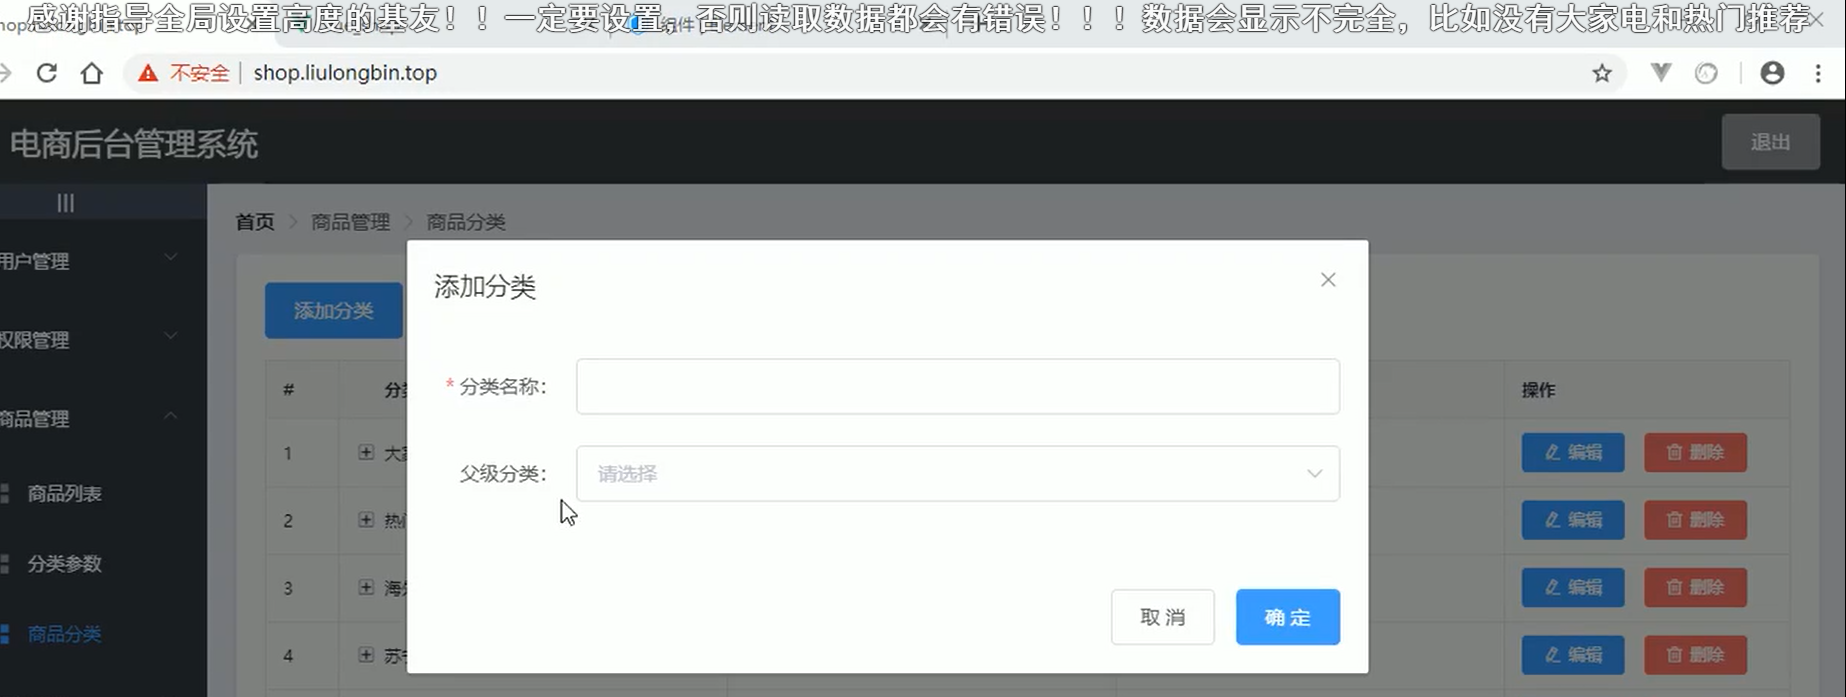 感谢指导全局设置高度的基友！！一定要设置，否则读取数据都会有错误！！！数据会显示不完全，比如没有大家电和热门推荐
不安全 shop.liulongbin.top
电商后台管理系统
退出
首页 商品管理 商品分类
用户管理
添加分类
添加分类
权限管理
# 分 操作
* 分类名称：
商品管理
1 大 编辑 删除
父级分类： 请选择
商品列表
2 热 编辑 删除
分类参数
3 海 编辑 删除
取消 确定
商品分类
4 苏 编辑 删除